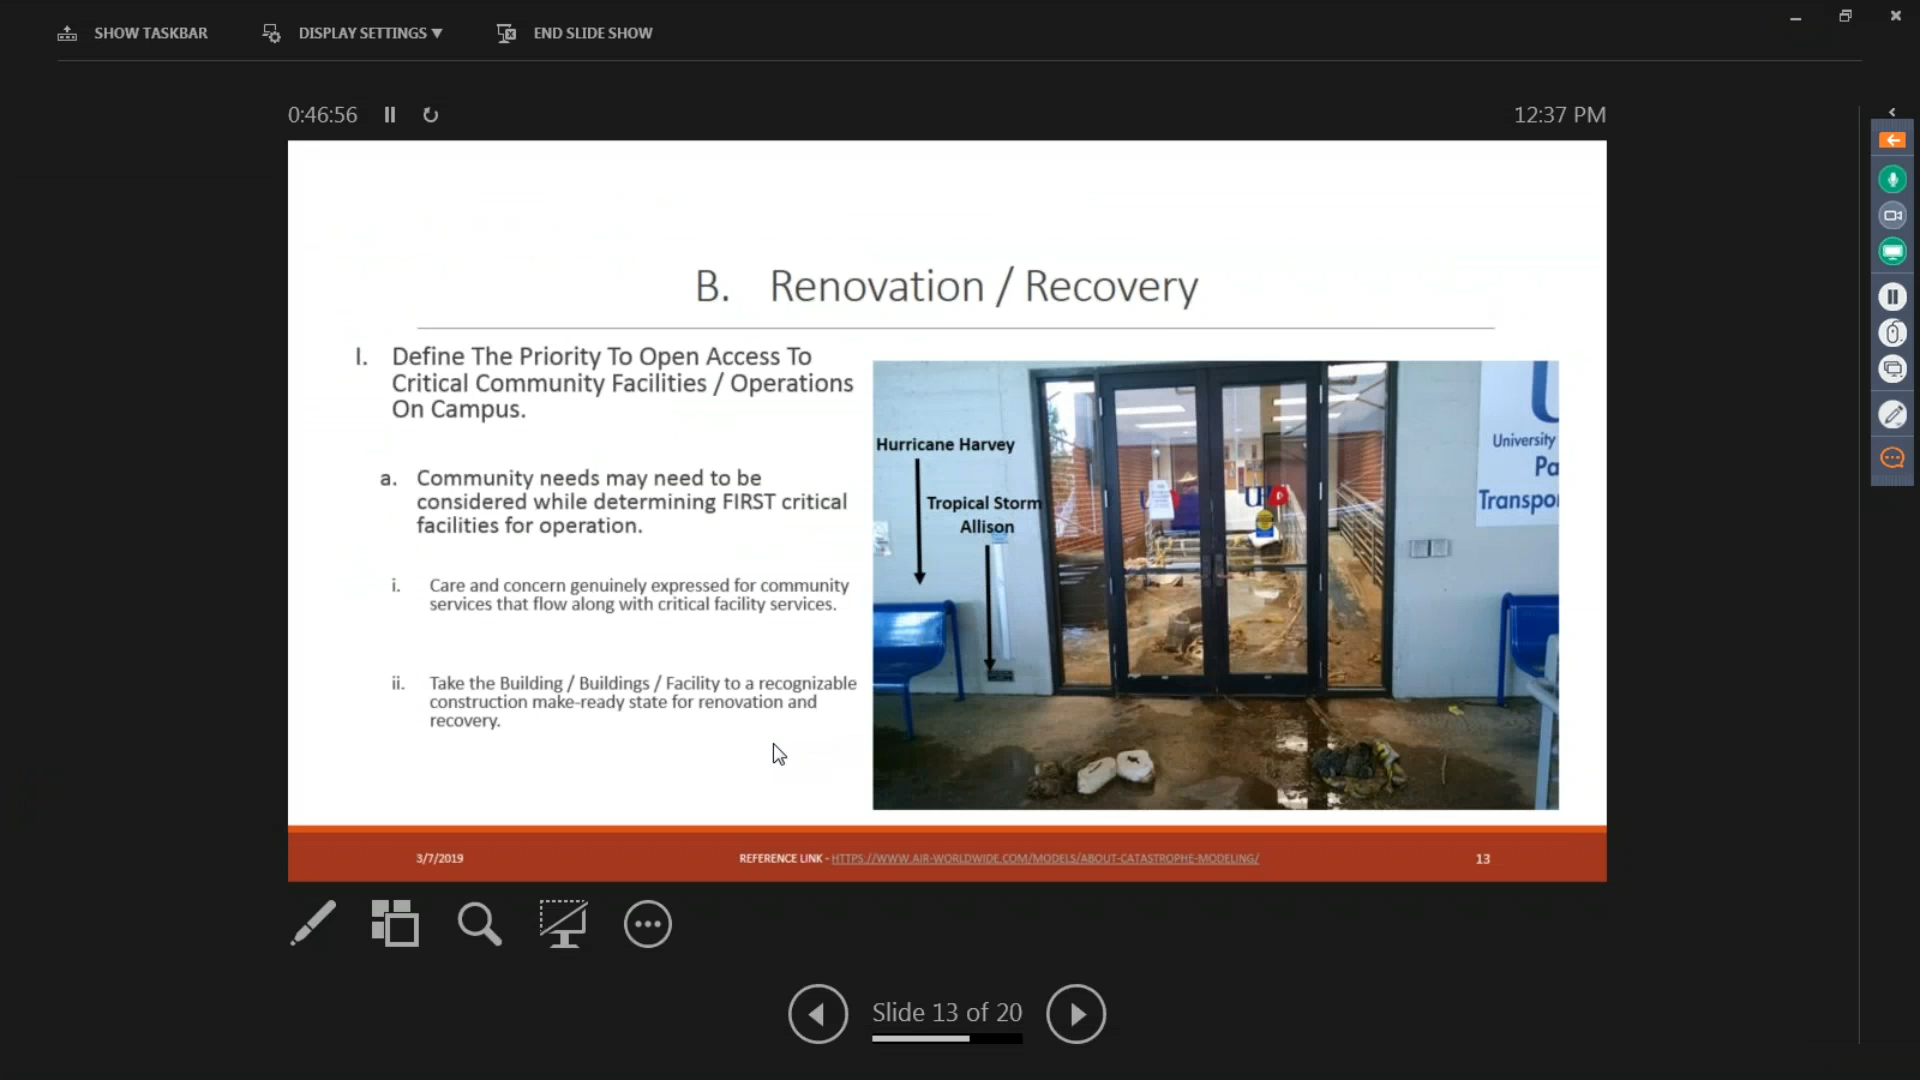 SHOW TASKBAR
DISPLAY SETTINGS
END SLIDE SHOW
0:46:56
12:37 PM
B. Renovation / Recovery
I. Define The Priority To Open Access To
Critical Community Facilities / Operations
On Campus.
a. Community needs may need to be
considered while determining FIRST critical
facilities for operation.
i. Care and concern genuinely expressed for community
services that flow along with critical facility services.
ii. Take the Building / Buildings / Facility to a recognizable
construction make-ready state for renovation and
recovery.
Hurricane Harvey
Tropical Storm
Allison
University
Pa
Transpo
3/7/2019
REFERENCE LINK - HTTPS://WWW.AIR-WORLDWIDE.COM/MODELS/ABOUT-CATASTROPHE-MODELING/
13
Slide 13 of 20